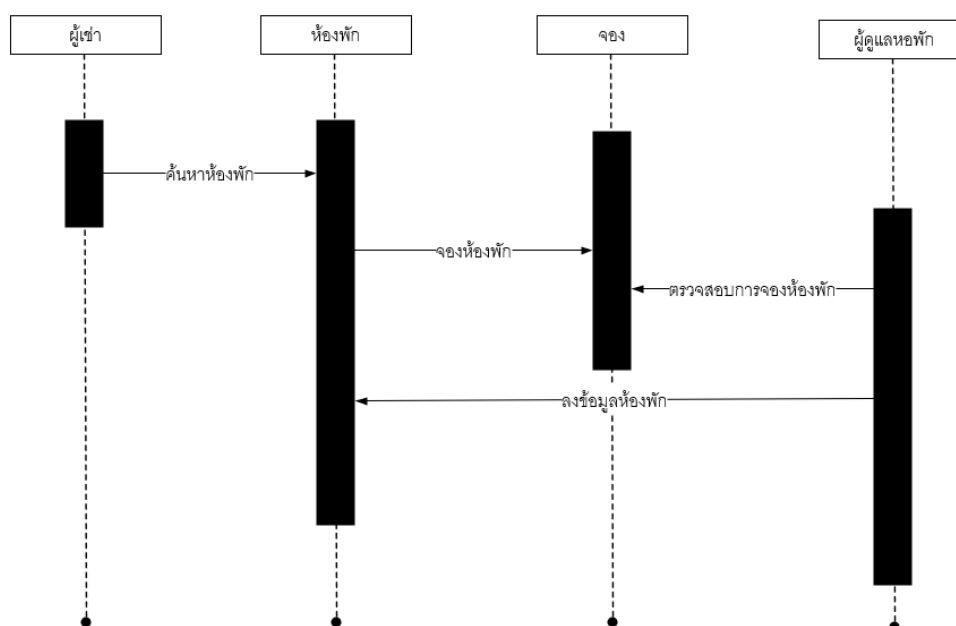 ผู้เช่า
ห้องพัก
จอง
ผู้ดูแลหอพัก
ค้นหาห้องพัก
จองห้องพัก
ตรวจสอบการจองห้องพัก
ลงข้อมูลห้องพัก